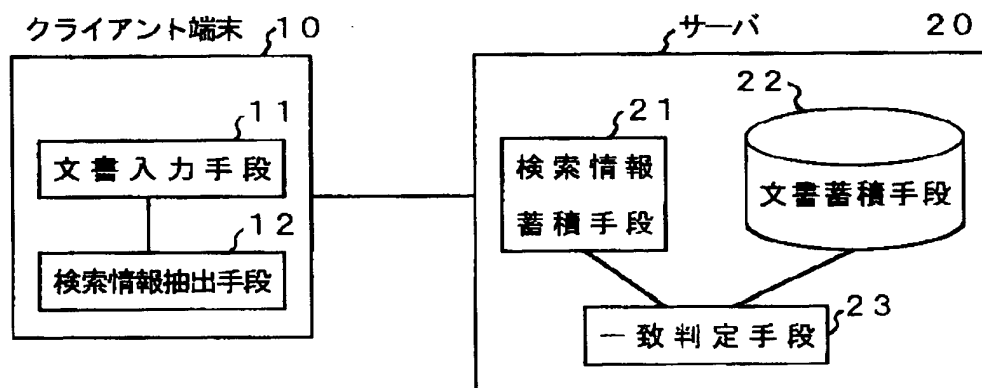 クライアント端末 10
11
文書入力手段
12
検索情報抽出手段
サーバ 20
21
検索情報
蓄積手段
22
文書蓄積手段
一致判定手段 23